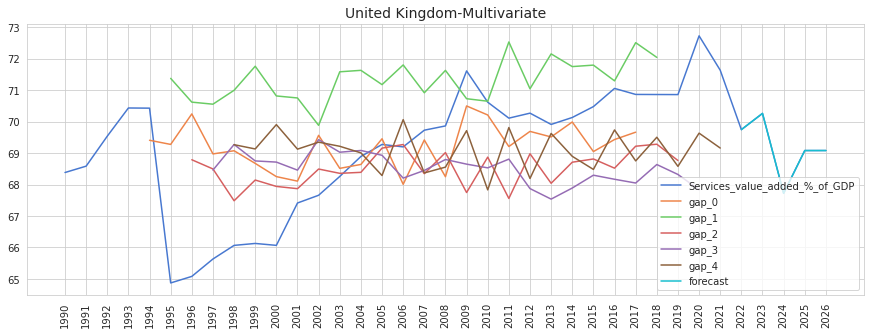 United Kingdom-Multivariate
73
72
71
70
69
68
67
66
65
Services_value_added_%_of_GDP
gap_0
gap_1
gap_2
gap_3
gap_4
forecast
1990 1991 1992 1993 1994 1995 1996 1997 1998 1999 2000 2001 2002 2003 2004 2005 2006 2007 2008 2009 2010 2011 2012 2013 2014 2015 2016 2017 2018 2019 2020 2021 2022 2023 2024 2025 2026